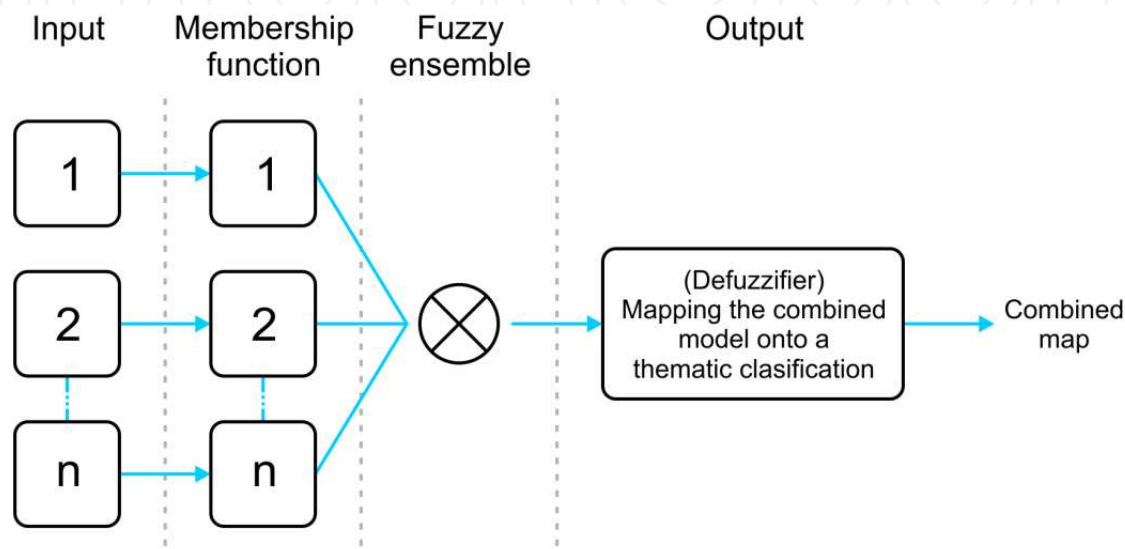 Input
Membership
function
Fuzzy
ensemble
Output
1
1
2
2
n
n
(Defuzzifier)
Mapping the combined
model onto a
thematic clasification
Combined
map